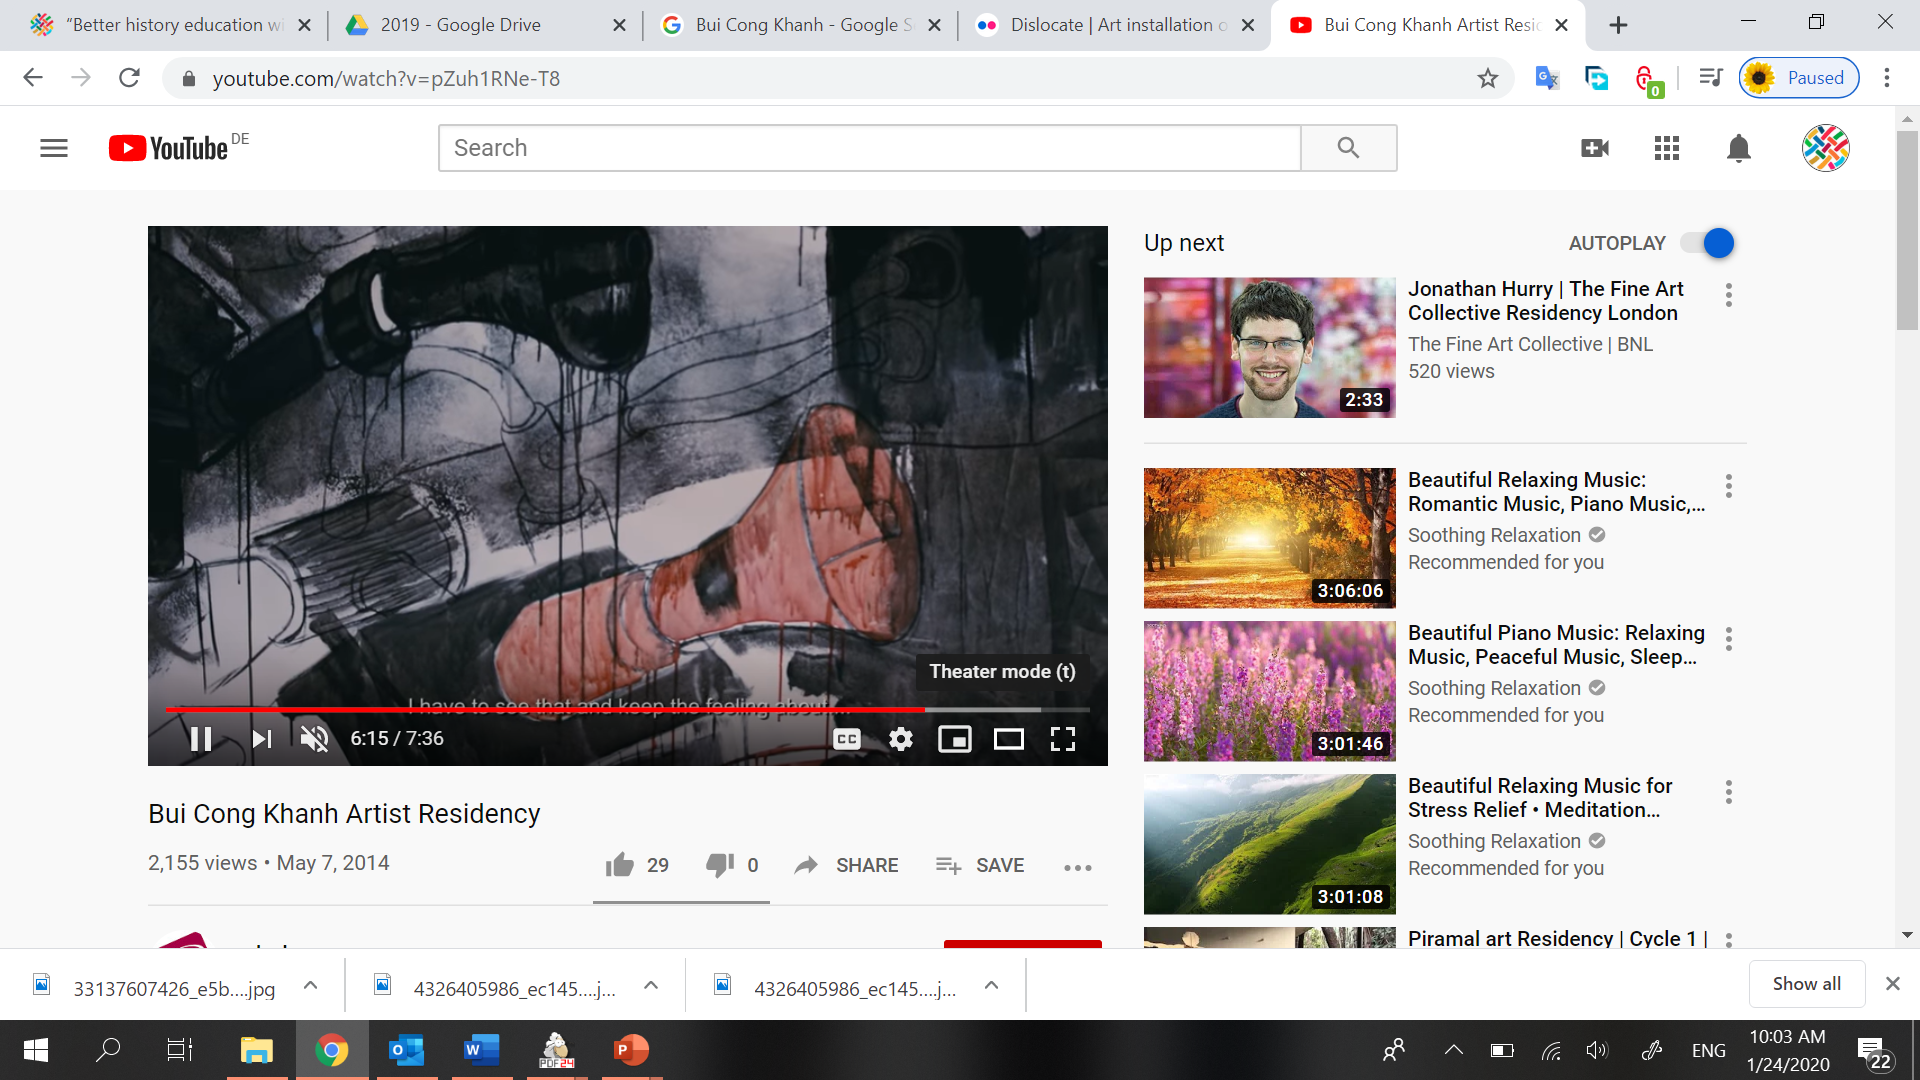 "Better history education wi
2019 - Google Drive
Bui Cong Khanh - Google S
Dislocate | Art installation o
Bui Cong Khanh Artist Resid
youtube.com/watch?v=pZuh1RNe-T8
0
Paused
YouTube DE
Search
I have to see that and keep the feeling about...
Theater mode (t)
6:15 / 7:36
CC
Bui Cong Khanh Artist Residency
2,155 views • May 7, 2014
29
0
SHARE
SAVE
Up next
AUTOPLAY
2:33
Jonathan Hurry | The Fine Art
Collective Residency London
The Fine Art Collective | BNL
520 views
3:06:06
Beautiful Relaxing Music:
Romantic Music, Piano Music,...
Soothing Relaxation
Recommended for you
3:01:46
Beautiful Piano Music: Relaxing
Music, Peaceful Music, Sleep...
Soothing Relaxation
Recommended for you
3:01:08
Beautiful Relaxing Music for
Stress Relief • Meditation...
Soothing Relaxation
Recommended for you
Piramal art Residency | Cycle 1 |
33137607426_e5b....jpg
4326405986_ec145....j...
4326405986_ec145....j...
Show all
PDF24
ENG
10:03 AM
1/24/2020
22